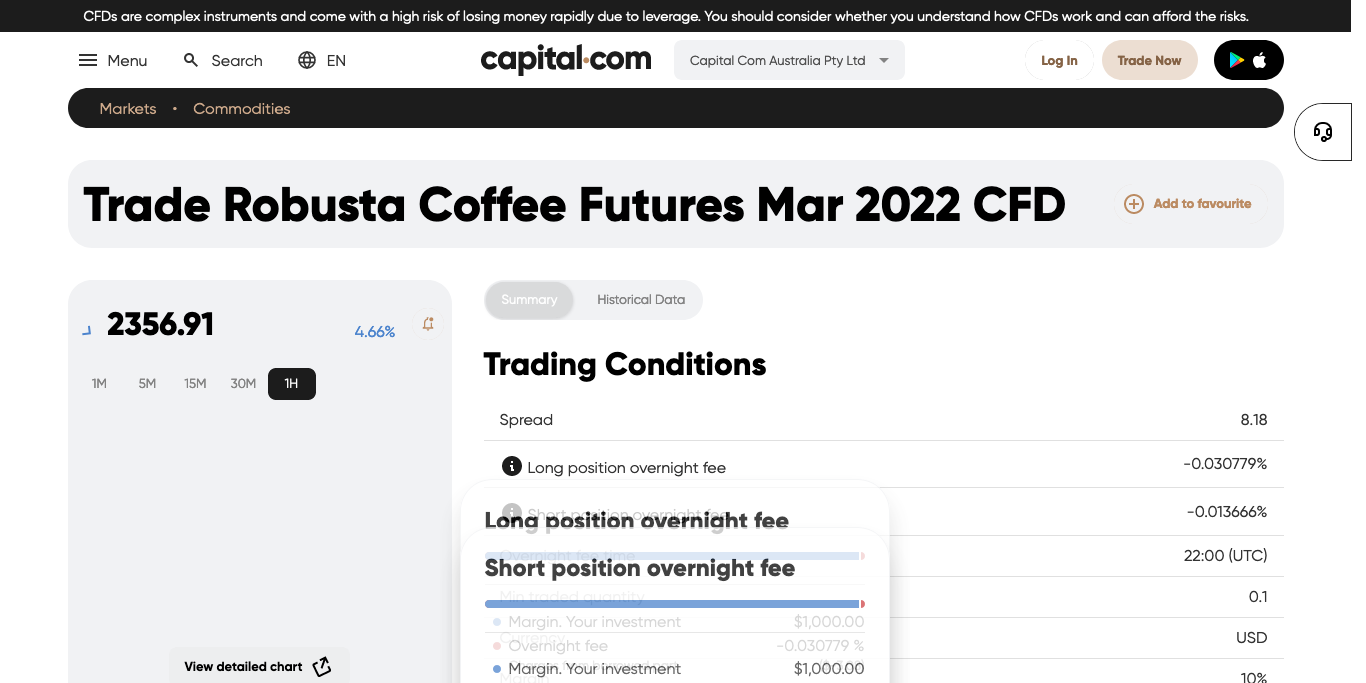 CFDs are complex instruments and come with a high risk of losing money rapidly due to leverage. You should consider whether you understand how CFDs work and can afford the risks.
Menu Search EN capital.com Capital Com Australia Pty Ltd Log In Trade Now
Markets • Commodities
Trade Robusta Coffee Futures Mar 2022 CFD Add to favourite
2356.91 4.66%
1M 5M 15M 30M 1H
View detailed chart
Summary Historical Data
Trading Conditions
Spread 8.18
Long position overnight fee -0.030779%
Short position overnight fee -0.013666%
Long position overnight fee
Overnight fee time 22:00 (UTC)
Short position overnight fee
Min traded quantity 0.1
Margin. Your investment $1,000.00
Currency USD
Overnight fee -0.030779 %
Margin. Your investment $1,000.00
Margin 10%